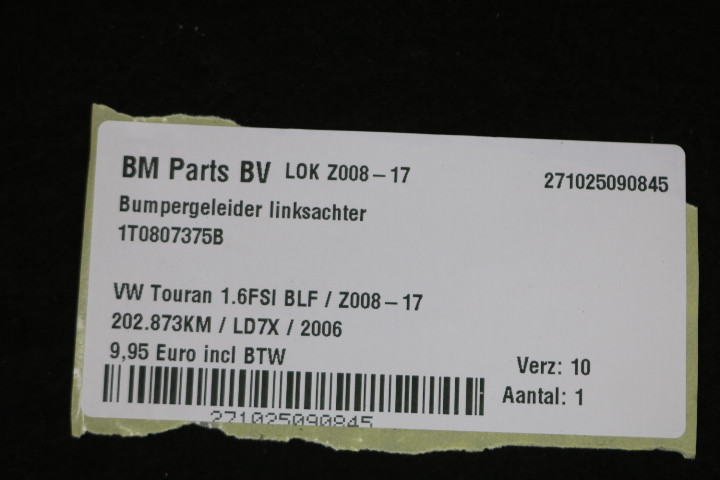 BM Parts BV LOK Z008-17 271025090845
Bumpergeleider linksachter
1T0807375B
VW Touran 1.6FSI BLF / Z008-17
202.873KM / LD7X / 2006
9,95 Euro incl BTW
Verz: 10
Aantal: 1
271025090845